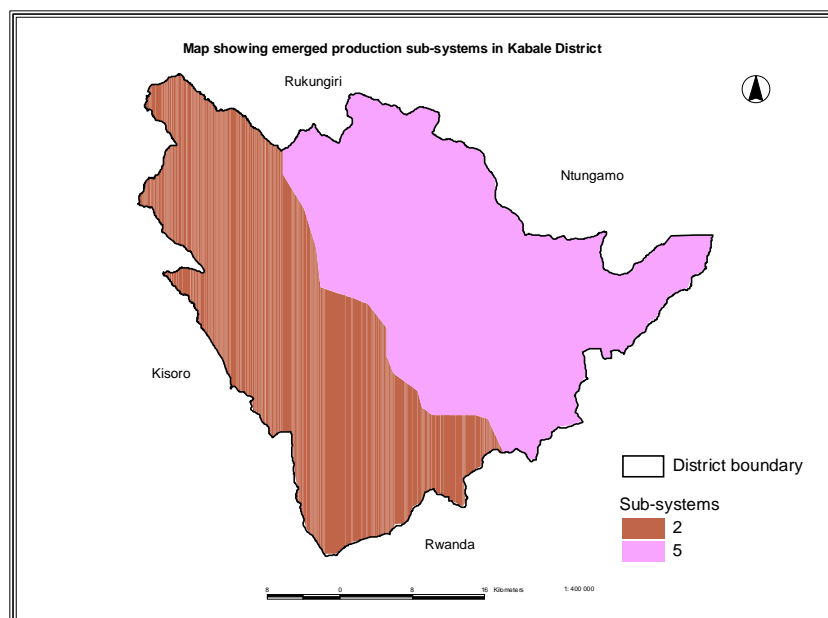 Map showing emerged production sub-systems in Kabale District
Rukungiri
Ntungamo
Kisoro
District boundary
Sub-systems
2
5
Rwanda
8 0 8 16 Kilometers
1: 400 000